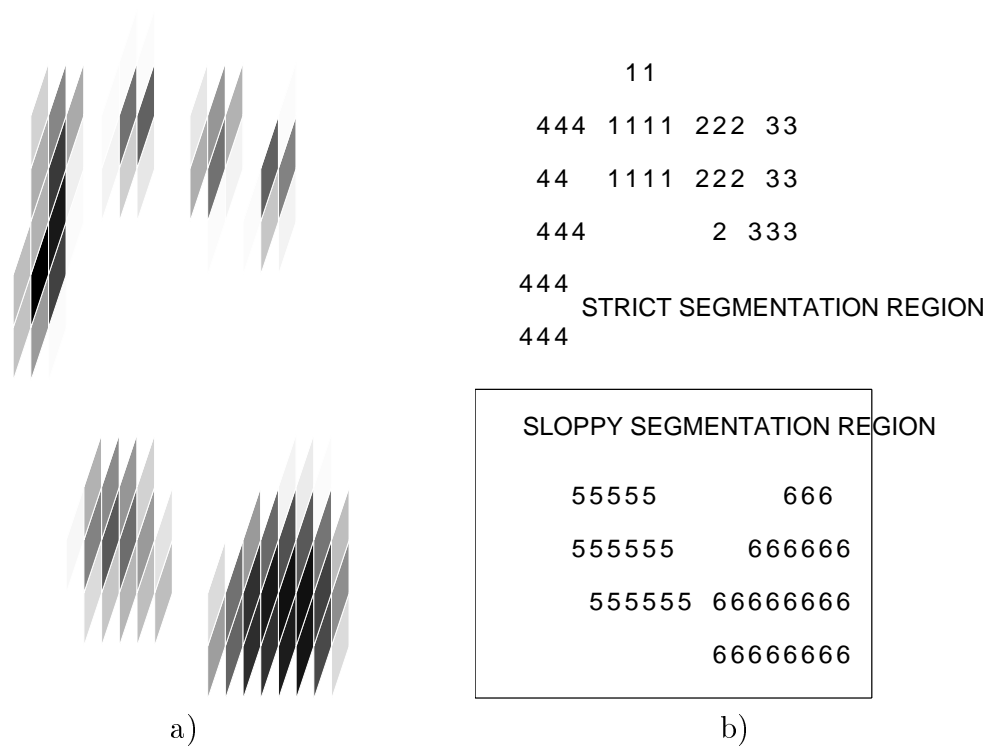 11
444 1111 222 33
44 1111 222 33
444 2 333
444
STRICT SEGMENTATION REGION
444
SLOPPY SEGMENTATION REGION
55555 666
555555 666666
555555 66666666
66666666
a) b)